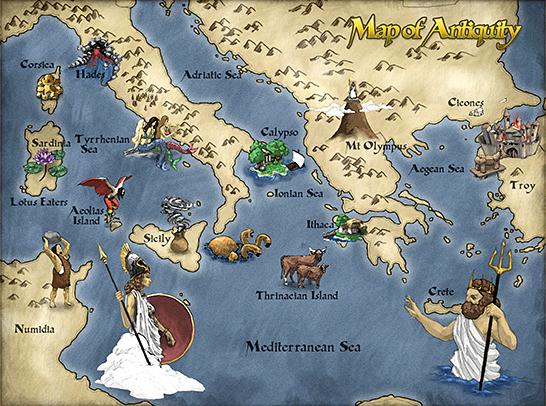 Map of Antiquity
Corsica
Hades
Adriatic Sea
Cicones
Calypso
Sardinia
Tyrrhenian
Sea
Mt Olympus
Aegean Sea
Troy
Lotus Eaters
Ionian Sea
Aeolias
Island
Sicily
Ithaca
Thrinacian Island
Crete
Numidia
Mediterranean Sea